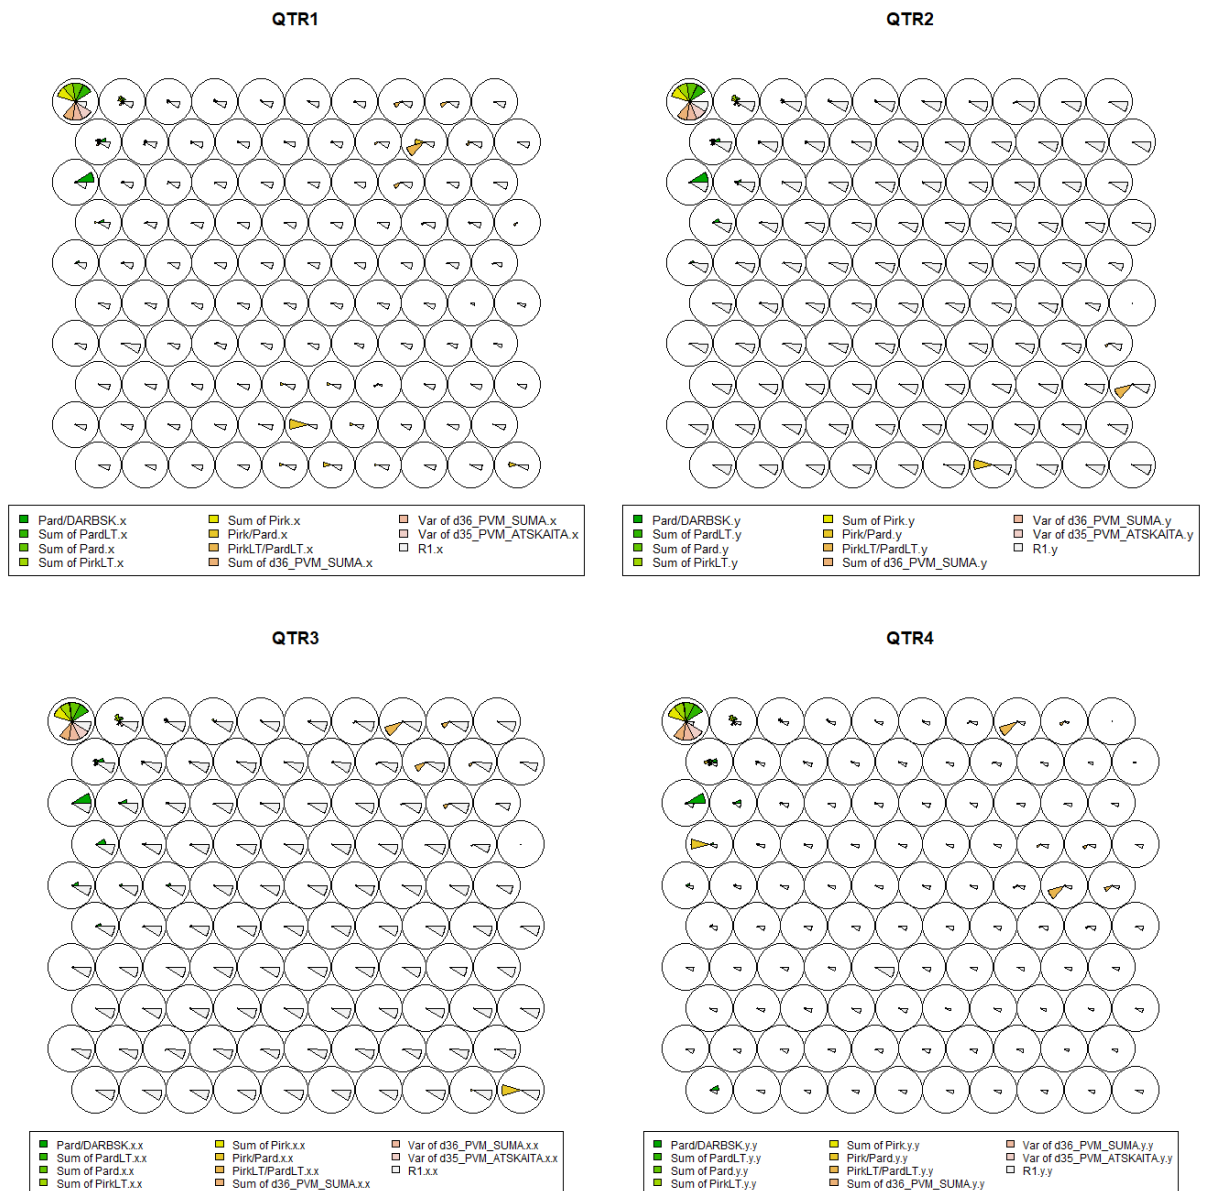 QTR1
QTR2
Pard/DARBSK.x
Sum of PardLT.x
Sum of Pard.x
Sum of PirkLT.x
Sum of Pirk.x
Pirk/Pard.x
PirkLT/PardLT.x
Sum of d36_PVM_SUMA.x
Var of d36_PVM_SUMA.x
Var of d35_PVM_ATSKAITA.x
R1.x
Pard/DARBSK.y
Sum of PardLT.y
Sum of Pard.y
Sum of PirkLT.y
Sum of Pirk.y
Pirk/Pard.y
PirkLT/PardLT.y
Sum of d36_PVM_SUMA.y
Var of d36_PVM_SUMA.y
Var of d35_PVM_ATSKAITA.y
R1.y
QTR3
QTR4
Pard/DARBSK.x.x
Sum of PardLT.x.x
Sum of Pard.x.x
Sum of PirkLT.x.x
Sum of Pirk.x.x
Pirk/Pard.x.x
PirkLT/PardLT.x.x
Sum of d36_PVM_SUMA.x.x
Var of d36_PVM_SUMA.x.x
Var of d35_PVM_ATSKAITA.x.x
R1.x.x
Pard/DARBSK.y.y
Sum of PardLT.y.y
Sum of Pard.y.y
Sum of PirkLT.y.y
Sum of Pirk.y.y
Pirk/Pard.y.y
PirkLT/PardLT.y.y
Sum of d36_PVM_SUMA.y.y
Var of d36_PVM_SUMA.y.y
Var of d35_PVM_ATSKAITA.y.y
R1.y.y